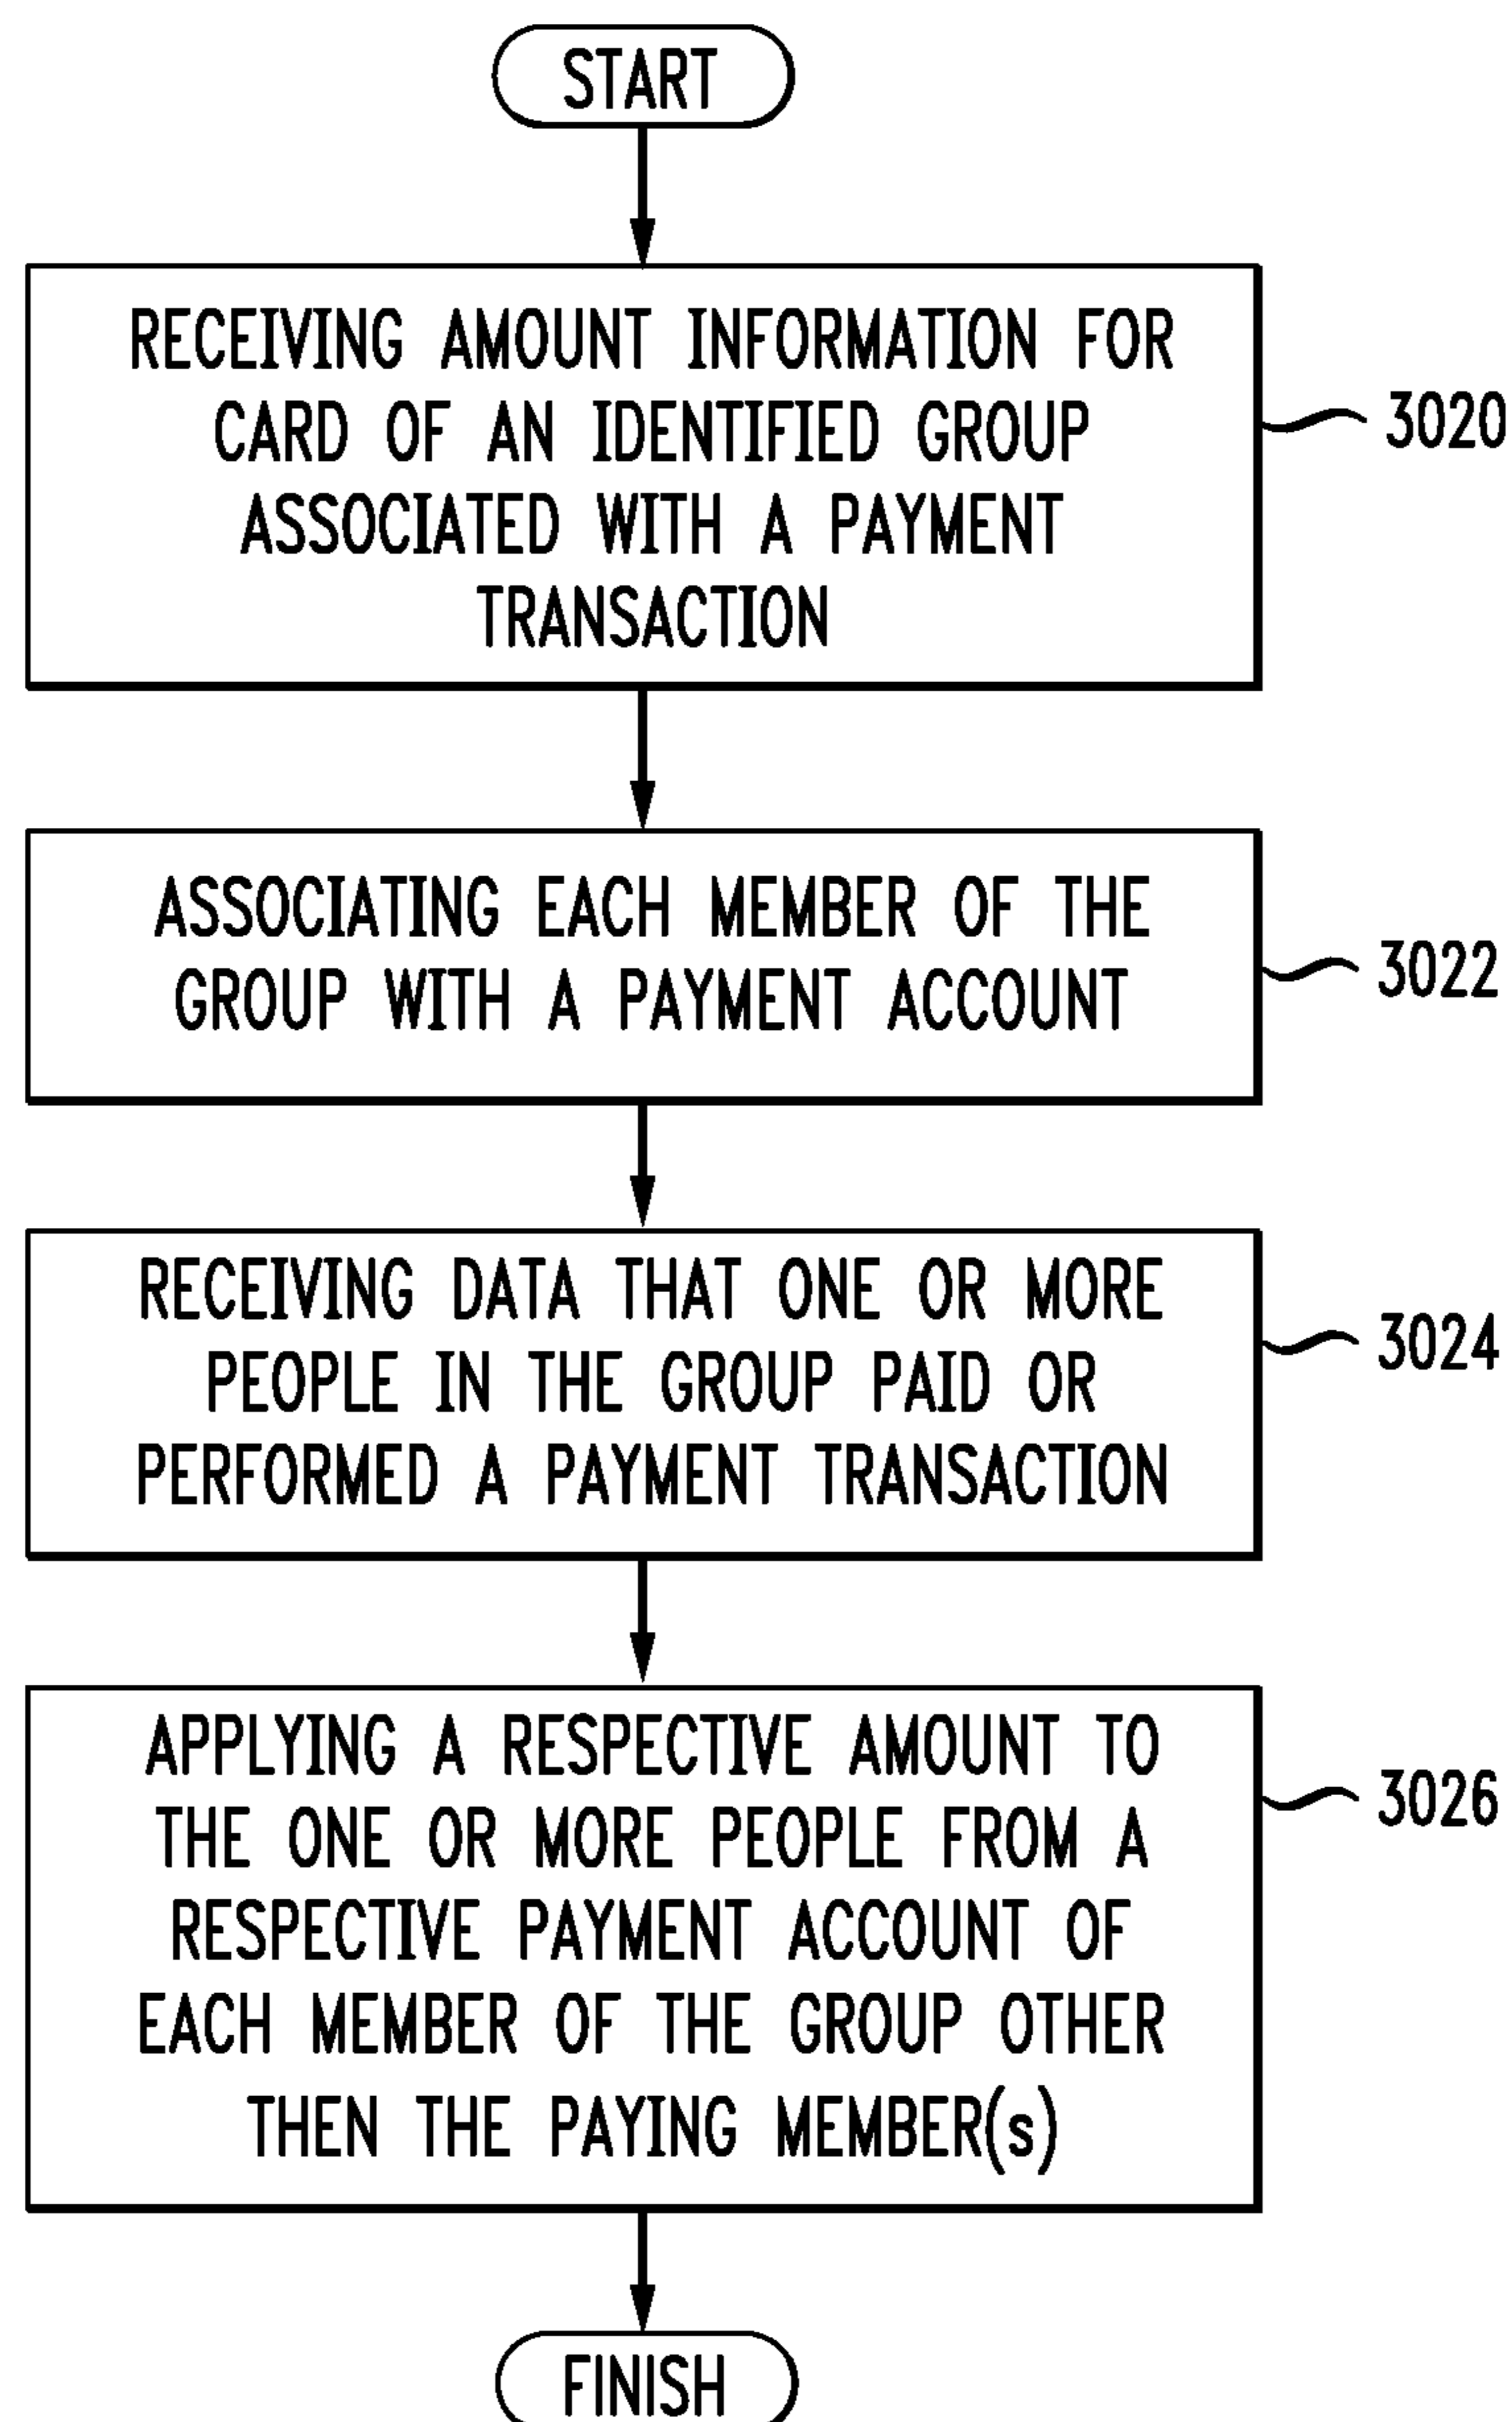 START
RECEIVING AMOUNT INFORMATION FOR
CARD OF AN IDENTIFIED GROUP
ASSOCIATED WITH A PAYMENT
TRANSACTION
3020
ASSOCIATING EACH MEMBER OF THE
GROUP WITH A PAYMENT ACCOUNT
3022
RECEIVING DATA THAT ONE OR MORE
PEOPLE IN THE GROUP PAID OR
PERFORMED A PAYMENT TRANSACTION
3024
APPLYING A RESPECTIVE AMOUNT TO
THE ONE OR MORE PEOPLE FROM A
RESPECTIVE PAYMENT ACCOUNT OF
EACH MEMBER OF THE GROUP OTHER
THEN THE PAYING MEMBER(s)
3026
FINISH